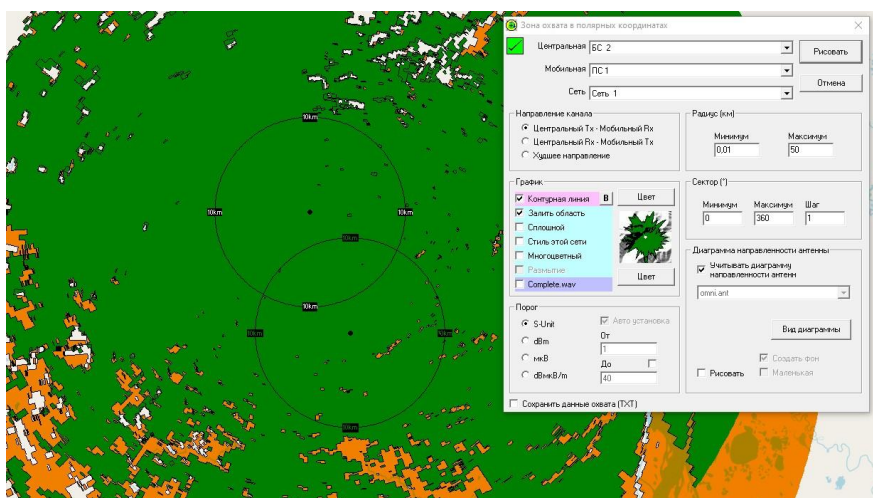 Зона охвата в полярных координатах
Центральная БС 2
Рисовать
Мобильная ПС 1
Отмена
Сеть Сеть 1
Направление канала
Центральный Tx - Мобильный Rx
Центральный Rx - Мобильный Tx
Худшее направление
Радиус (км)
Минимум Максимум
0,01 50
График
Контурная линия B Цвет
Залить область
Сплошной
Стиль этой сети
Многоцветный
Размытие
Complete.wav
Цвет
Сектор (°)
Минимум Максимум Шаг
0 360 1
Диаграмма направленности антенны
Учитывать диаграмму
направленности антенн
omni.ant
Вид диаграммы
Создать фон
Рисовать Маленькая
Порог
S-Unit Авто установка
dBm От
1
мкВ До
dBмкВ/m 40
Сохранить данные охвата (TXT)
10km
10km 10km
10km
10km
10km 10km
10km